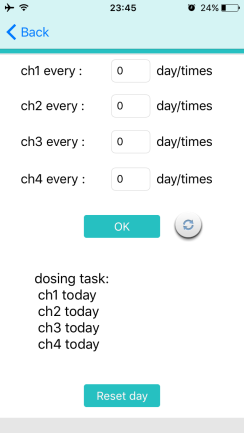 23:45
24%
Back
ch1 every : 0 day/times
ch2 every : 0 day/times
ch3 every : 0 day/times
ch4 every : 0 day/times
OK
dosing task:
ch1 today
ch2 today
ch3 today
ch4 today
Reset day